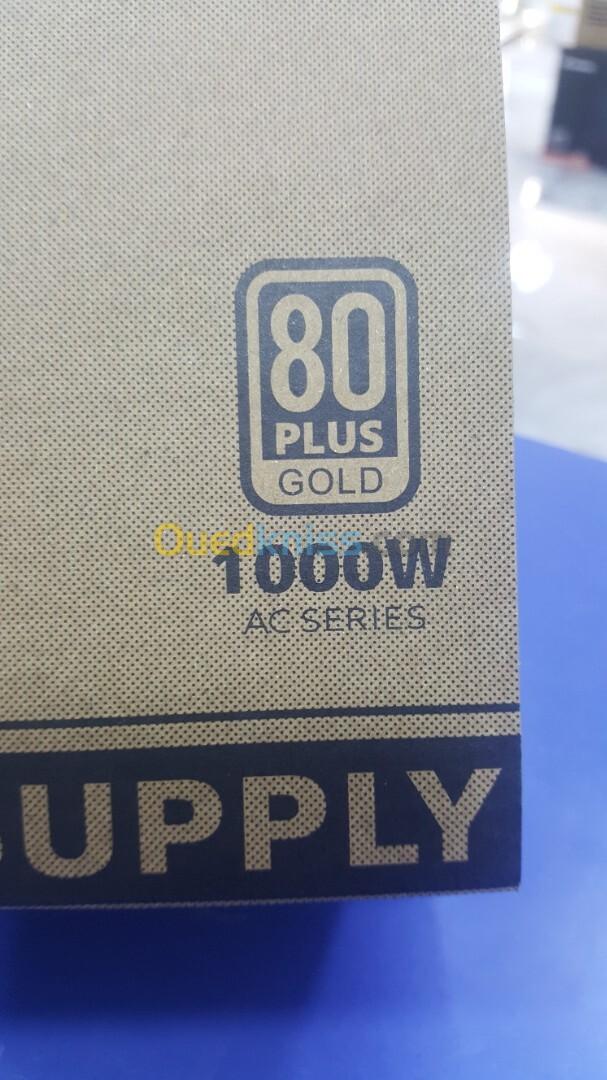 80
PLUS
GOLD
Ouedkniss
1000W
AC SERIES
UPPLY